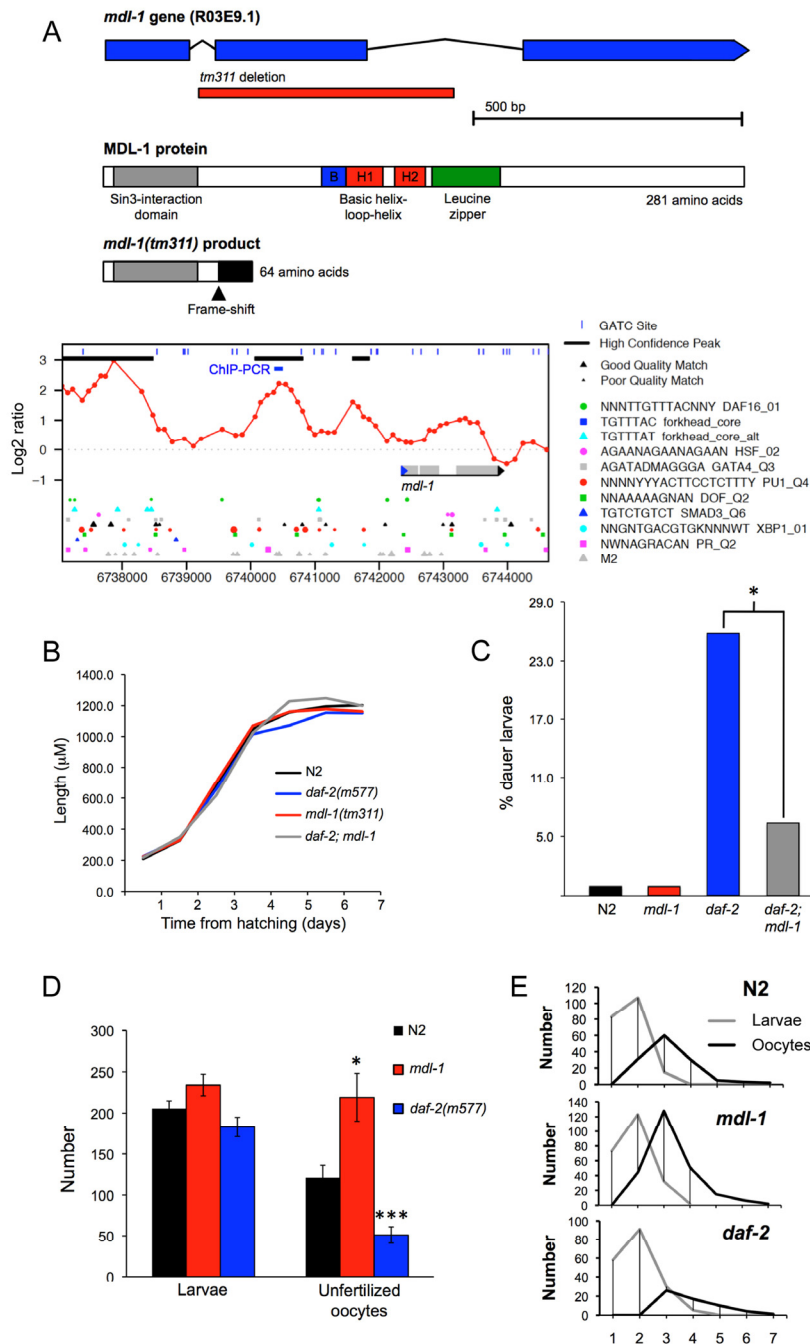 A
mdl-1 gene (R03E9.1)
tm311 deletion
500 bp
MDL-1 protein
B H1 H2
Sin3-interaction domain
Basic helix-loop-helix
Leucine zipper
281 amino acids
mdl-1(tm311) product
64 amino acids
Frame-shift
Log2 ratio
3
2
1
0
−1
ChIP-PCR
mdl-1
6738000 6739000 6740000 6741000 6742000 6743000 6744000
GATC Site
High Confidence Peak
Good Quality Match
Poor Quality Match
NNNTTGTTTACNNY DAF16_01
TGTTTAC forkhead_core
TGTTTAT forkhead_core_alt
AGAANAGAANAGAAN HSF_02
AGATADMAGGGA GATA4_Q3
NNNNYYYACTTCCTCTTTY PU1_Q4
NNAAAAAGNAN DOF_Q2
TGTCTGTCT SMAD3_Q6
NNGNTGACGTGKNNNWT XBP1_01
NWNAGRACAN PR_Q2
M2
B
Length (µM)
1400.0
1200.0
1000.0
800.0
600.0
400.0
200.0
0.0
N2
daf-2(m577)
mdl-1(tm311)
daf-2; mdl-1
1 2 3 4 5 6 7
Time from hatching (days)
C
% dauer larvae
29.0
23.0
17.0
11.0
5.0
*
N2 mdl-1 daf-2 daf-2; mdl-1
D
Number
300
250
200
150
100
50
0
N2
mdl-1
daf-2(m577)
*
***
Larvae
Unfertilized oocytes
E
N2
Larvae
Oocytes
Number
120
100
80
60
40
20
0
mdl-1
Number
140
120
100
80
60
40
20
0
daf-2
Number
100
80
60
40
20
0
1 2 3 4 5 6 7